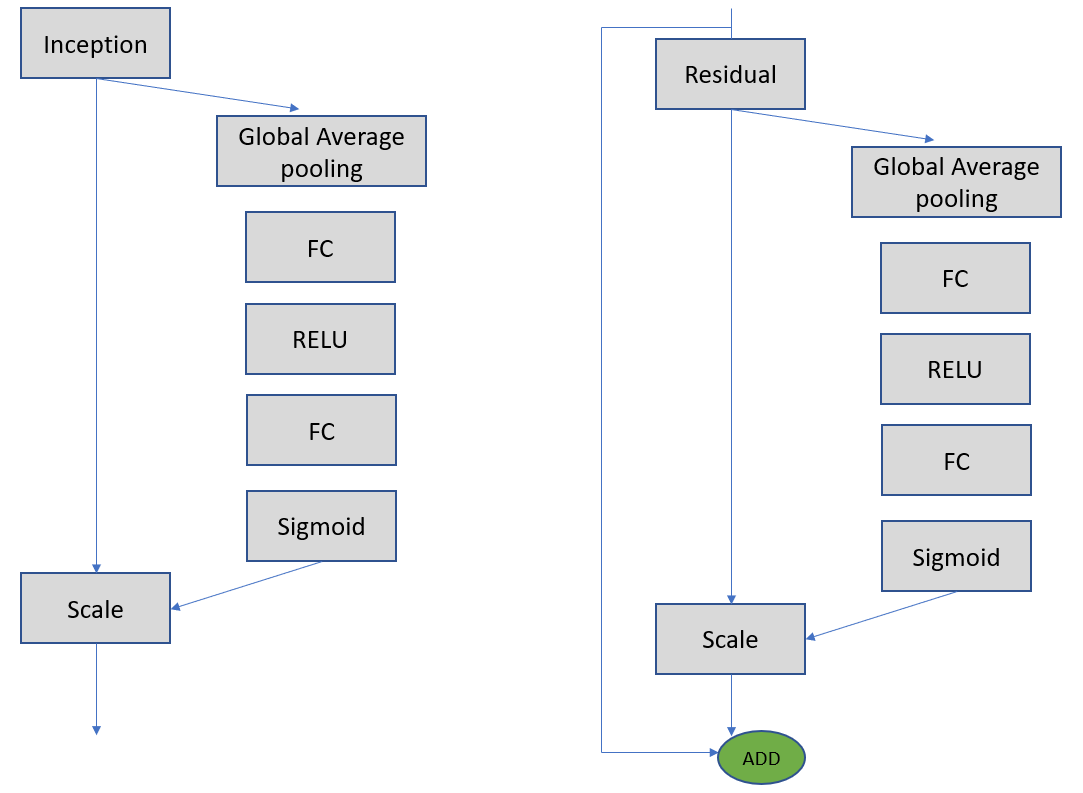 Inception
Global Average
pooling
FC
RELU
FC
Sigmoid
Scale
Residual
Global Average
pooling
FC
RELU
FC
Sigmoid
Scale
ADD